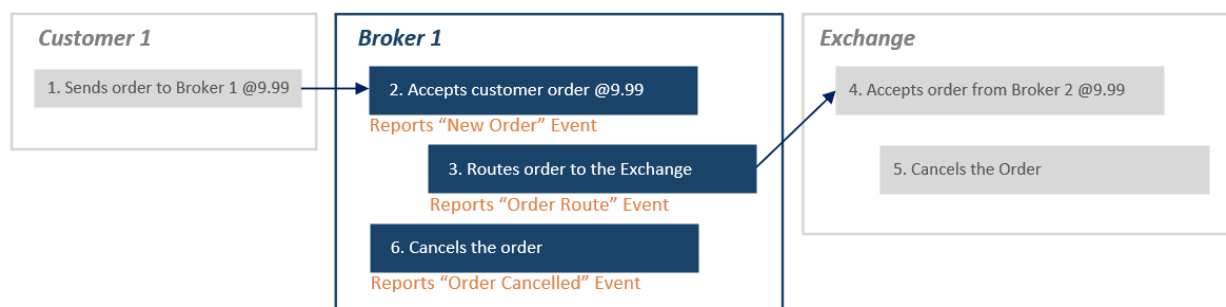 Customer 1
1. Sends order to Broker 1 @9.99
Broker 1
2. Accepts customer order @9.99
Reports “New Order” Event
3. Routes order to the Exchange
Reports “Order Route” Event
6. Cancels the order
Reports “Order Cancelled” Event
Exchange
4. Accepts order from Broker 2 @9.99
5. Cancels the Order